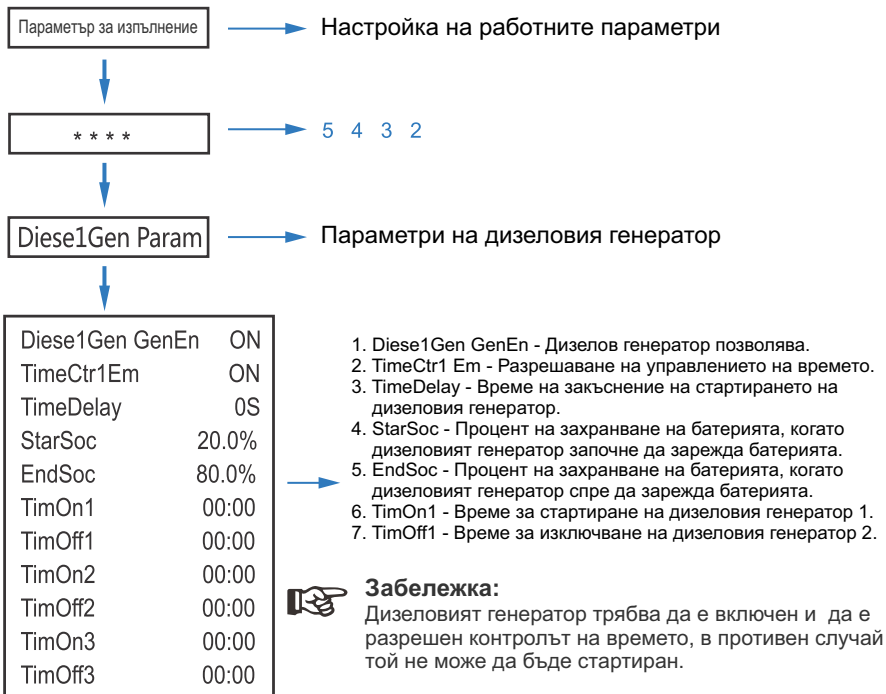 Параметър за изпълнение
Настройка на работните параметри
* * * *
5 4 3 2
Diese1Gen Param
Параметри на дизеловия генератор
Diese1Gen GenEn ON
TimeCtr1Em ON
TimeDelay 0S
StarSoc 20.0%
EndSoc 80.0%
TimOn1 00:00
TimOff1 00:00
TimOn2 00:00
TimOff2 00:00
TimOn3 00:00
TimOff3 00:00
1. Diese1Gen GenEn - Дизелов генератор позволява.
2. TimeCtr1 Em - Разрешаване на управлението на времето.
3. TimeDelay - Време на закъснение на стартирането на
дизеловия генератор.
4. StarSoc - Процент на захранване на батерията, когато
дизеловият генератор започне да зарежда батерията.
5. EndSoc - Процент на захранване на батерията, когато
дизеловият генератор спре да зарежда батерията.
6. TimOn1 - Време за стартиране на дизеловия генератор 1.
7. TimOff1 - Време за изключване на дизеловия генератор 2.
Забележка:
Дизеловият генератор трябва да е включен и да е
разрешен контролът на времето, в противен случай
той не може да бъде стартиран.